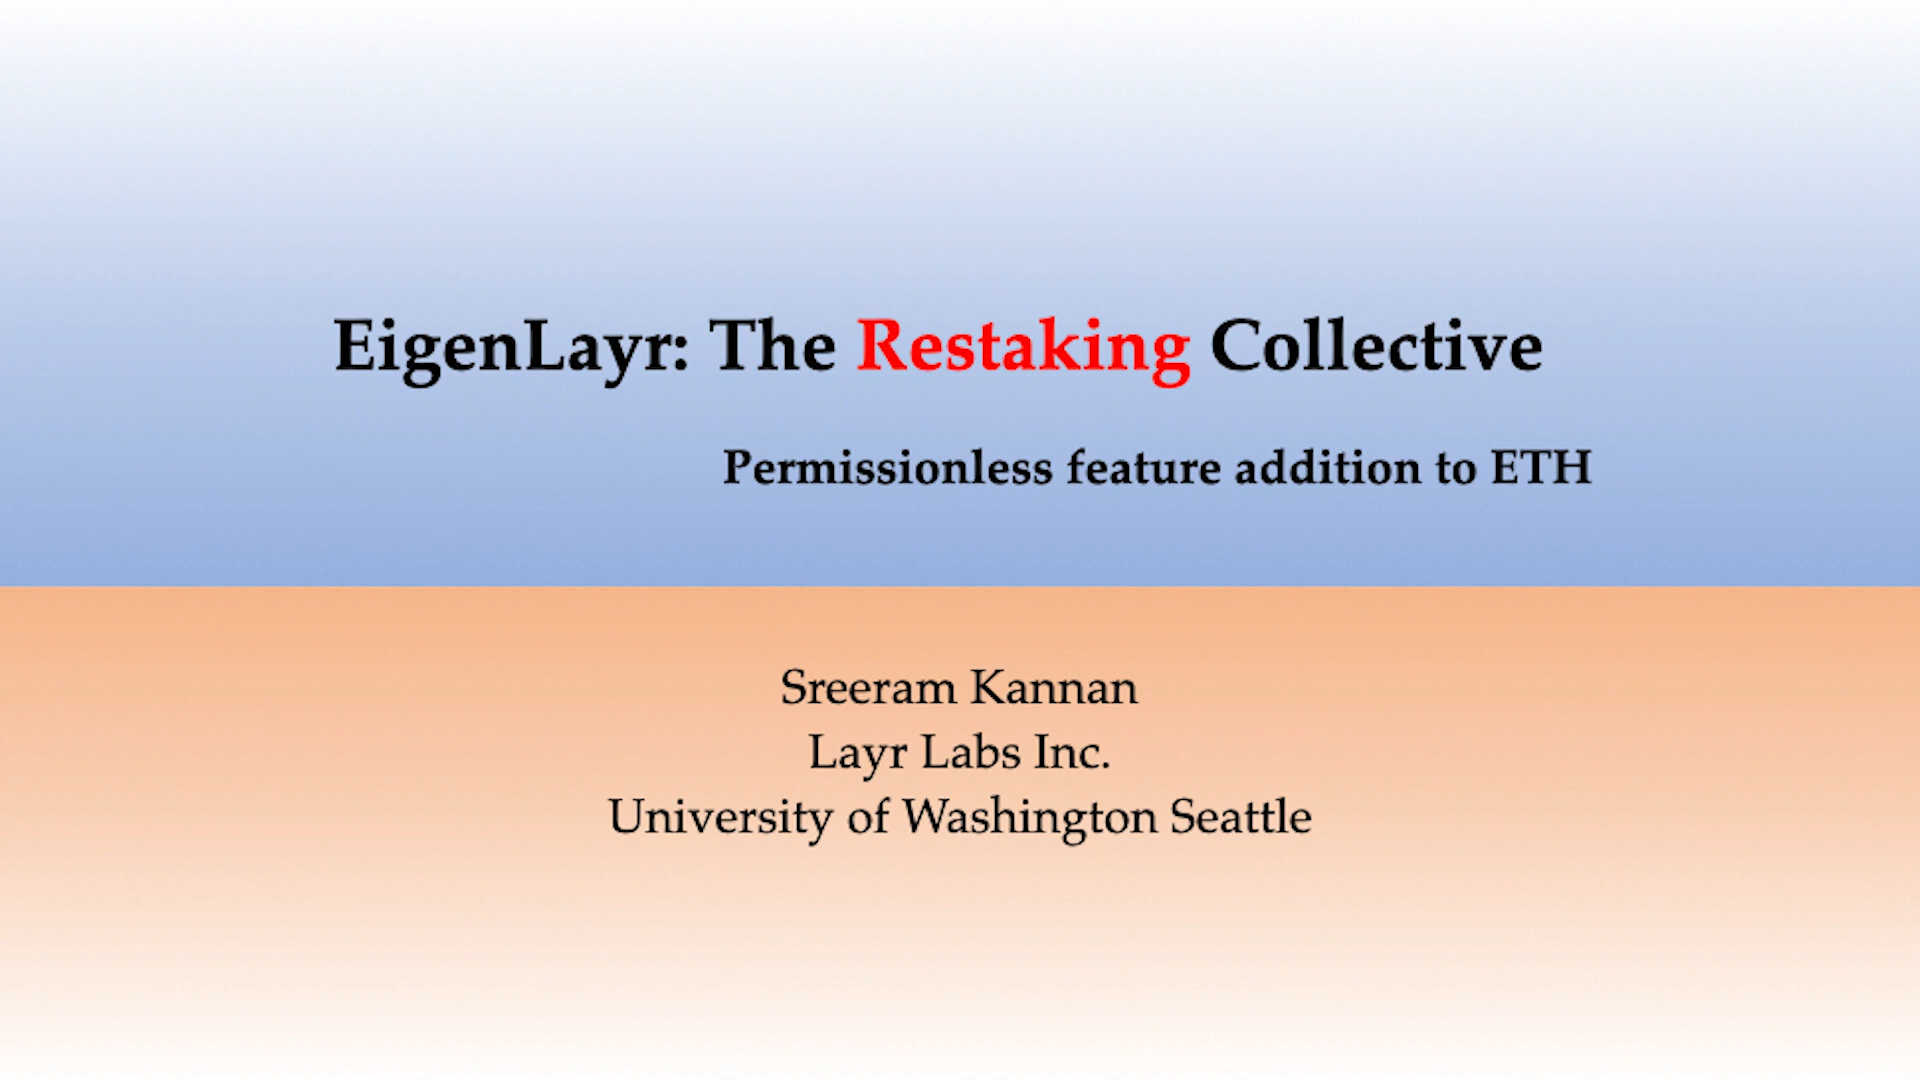 EigenLayr: The Restaking Collective
Permissionless feature addition to ETH
Sreeram Kannan
Layr Labs Inc.
University of Washington Seattle